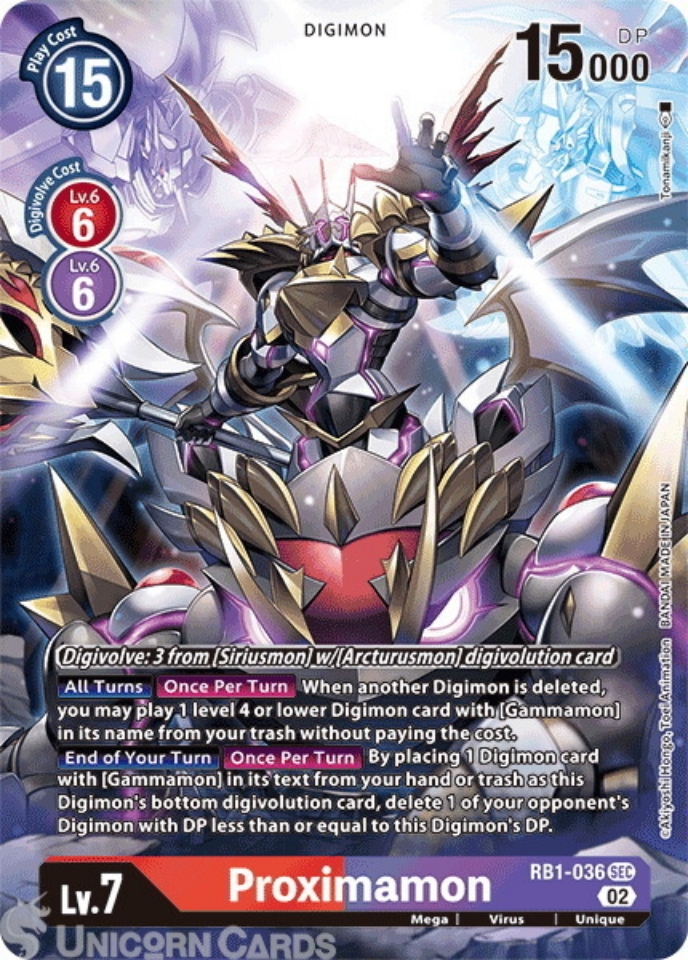 DIGIMON
Play Cost
15
DP
15000
Digivolve Cost
Lv.6
6
Lv.6
6
Tonamikanji
BANDAI MADE IN JAPAN
©Akiyoshi Hongo, Toei Animation
Digivolve: 3 from [Siriusmon] w/[Arcturusmon] digivolution card
All Turns Once Per Turn When another Digimon is deleted,
you may play 1 level 4 or lower Digimon card with [Gammamon]
in its name from your trash without paying the cost.
End of Your Turn Once Per Turn By placing 1 Digimon card
with [Gammamon] in its text from your hand or trash as this
Digimon's bottom digivolution card, delete 1 of your opponent's
Digimon with DP less than or equal to this Digimon's DP.
RB1-036 SEC
Lv.7
Proximamon
02
Mega | Virus | Unique
UNICORN CARDS